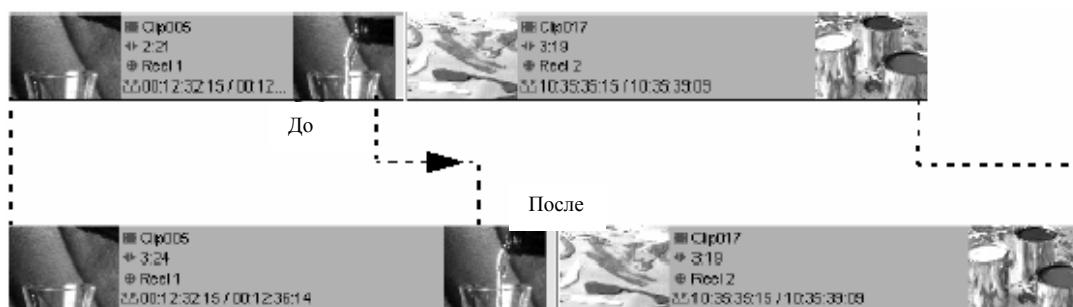 Clip005
2:21
Reel 1
00:12:32:15 / 00:12...
Clip017
3:19
Reel 2
10:35:35:15 / 10:35:39:09
До
После
Clip005
3:24
Reel 1
00:12:32:15 / 00:12:36:14
Clip017
3:19
Reel 2
10:35:35:15 / 10:35:39:09